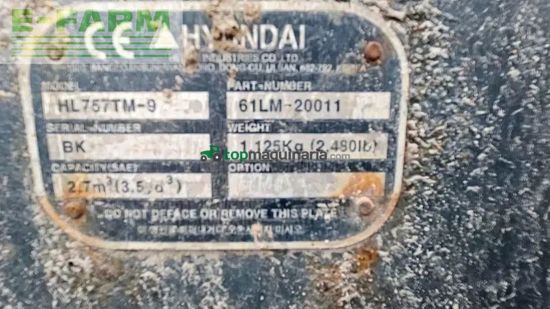 E-FARM
CE HYUNDAI
INDUSTRIES CO., LTD.
MODEL PART-NUMBER
HL757TM-9 61LM-20011
SERIAL NUMBER WEIGHT
BK 1,125Kg (2,480lb)
topmaquinaria.com
CAPACITY(SAE) OPTION
2.7m³(3.5yd³)
DO NOT DEFACE OR REMOVE THIS PLATE